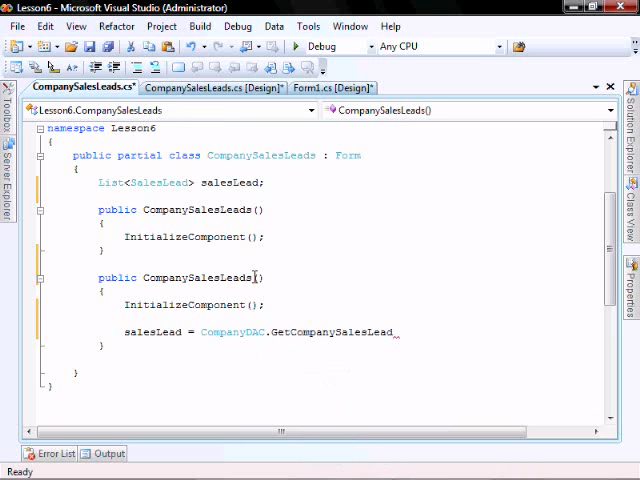 Lesson6 - Microsoft Visual Studio (Administrator)
File Edit View Refactor Project Build Debug Data Tools Window Help
Debug Any CPU
CompanySalesLeads.cs* CompanySalesLeads.cs [Design]* Form1.cs [Design]*
Lesson6.CompanySalesLeads CompanySalesLeads()
namespace Lesson6
{
public partial class CompanySalesLeads : Form
{
List<SalesLead> salesLead;
public CompanySalesLeads()
{
InitializeComponent();
}
public CompanySalesLeads()
{
InitializeComponent();
salesLead = CompanyDAC.GetCompanySalesLead
}
}
}
Toolbox
Server Explorer
Solution Explorer
Class View
Properties
Error List Output
Ready